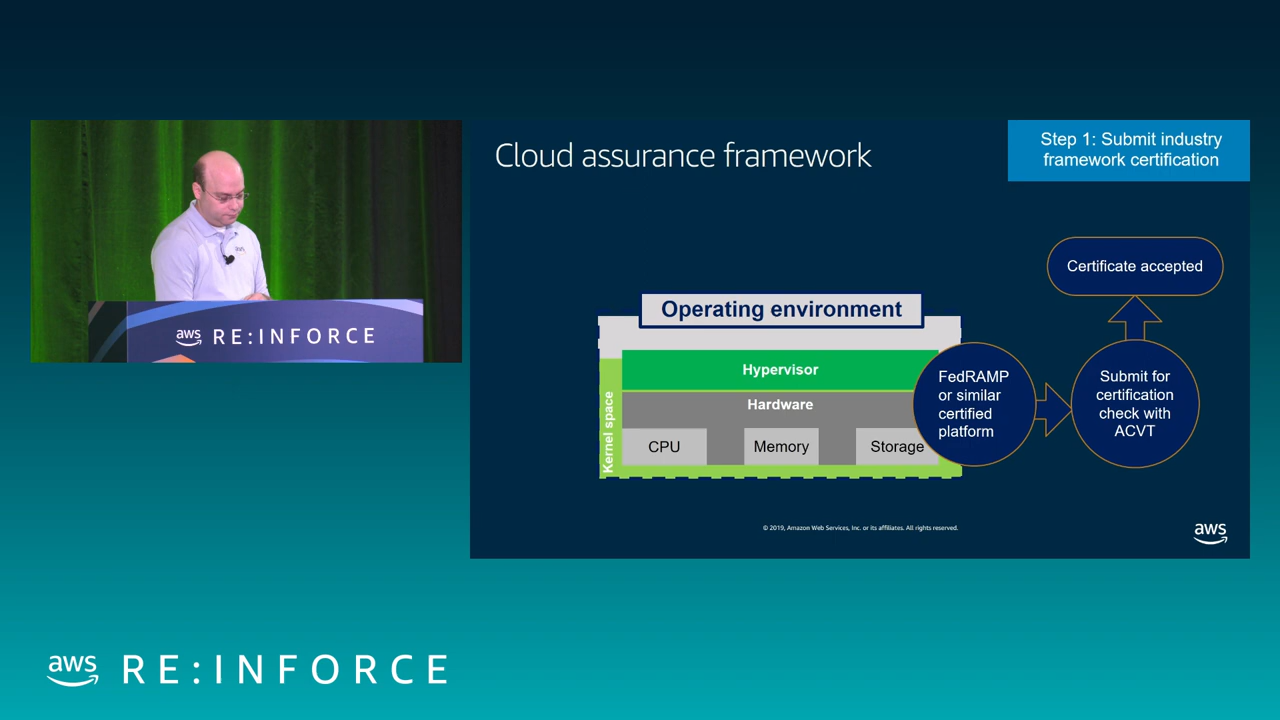 aws
RE:INFORCE
Cloud assurance framework
Step 1: Submit industry
framework certification
Certificate accepted
Operating environment
Hypervisor
Hardware
Kernel space
CPU
Memory
Storage
FedRAMP
or similar
certified
platform
Submit for
certification
check with
ACVT
© 2019, Amazon Web Services, Inc. or its affiliates. All rights reserved.
aws
aws
RE:INFORCE